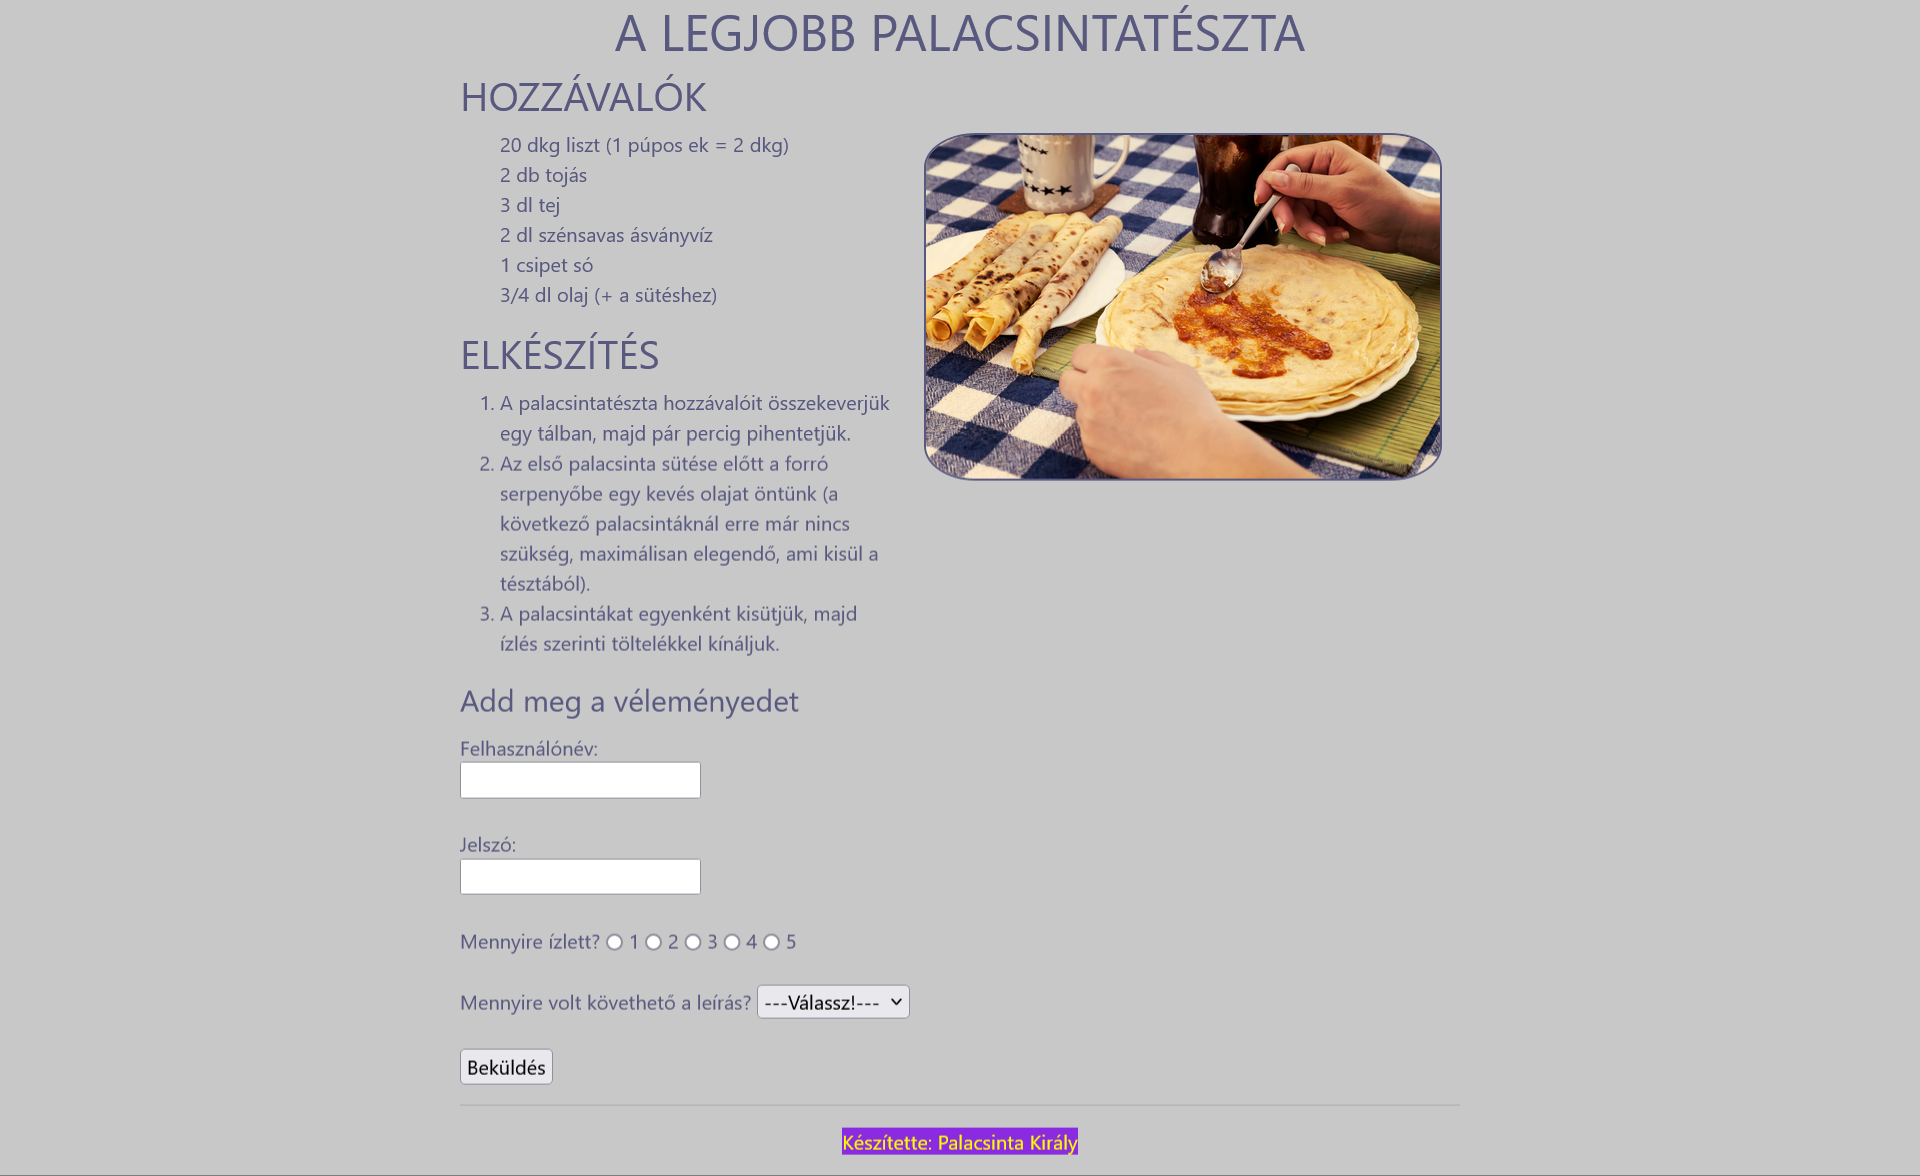 A LEGJOBB PALACSINTATÉSZTA
HOZZÁVALÓK
20 dkg liszt (1 púpos ek = 2 dkg)
2 db tojás
3 dl tej
2 dl szénsavas ásványvíz
1 csipet só
3/4 dl olaj (+ a sütéshez)
ELKÉSZÍTÉS
1. A palacsintatészta hozzávalóit összekeverjük
egy tálban, majd pár percig pihentetjük.
2. Az első palacsinta sütése előtt a forró
serpenyőbe egy kevés olajat öntünk (a
következő palacsintáknál erre már nincs
szükség, maximálisan elegendő, ami kisül a
tésztából).
3. A palacsintákat egyenként kisütjük, majd
ízlés szerinti töltelékkel kínáljuk.
Add meg a véleményedet
Felhasználónév:
Jelszó:
Mennyire ízlett? 1 2 3 4 5
Mennyire volt követhető a leírás? ---Válassz!---
Beküldés
Készítette: Palacsinta Király